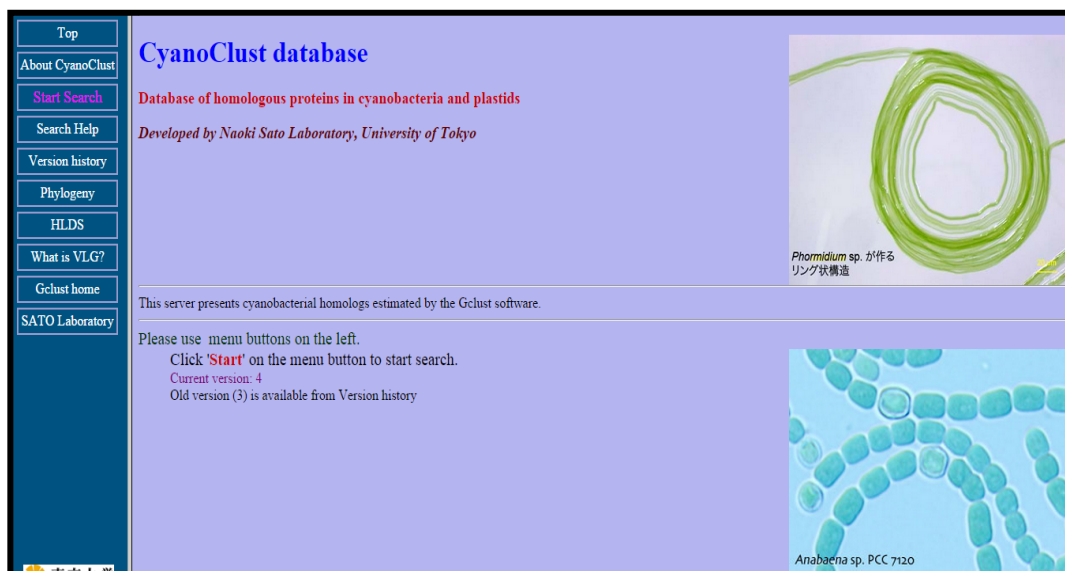 Top
About CyanoClust
Start Search
Search Help
Version history
Phylogeny
HLDS
What is VLG?
Gclust home
SATO Laboratory
CyanoClust database
Database of homologous proteins in cyanobacteria and plastids
Developed by Naoki Sato Laboratory, University of Tokyo
Phormidium sp. が作る
リング状構造
This server presents cyanobacterial homologs estimated by the Gclust software.
Please use menu buttons on the left.
Click 'Start' on the menu button to start search.
Current version: 4
Old version (3) is available from Version history
Anabaena sp. PCC 7120